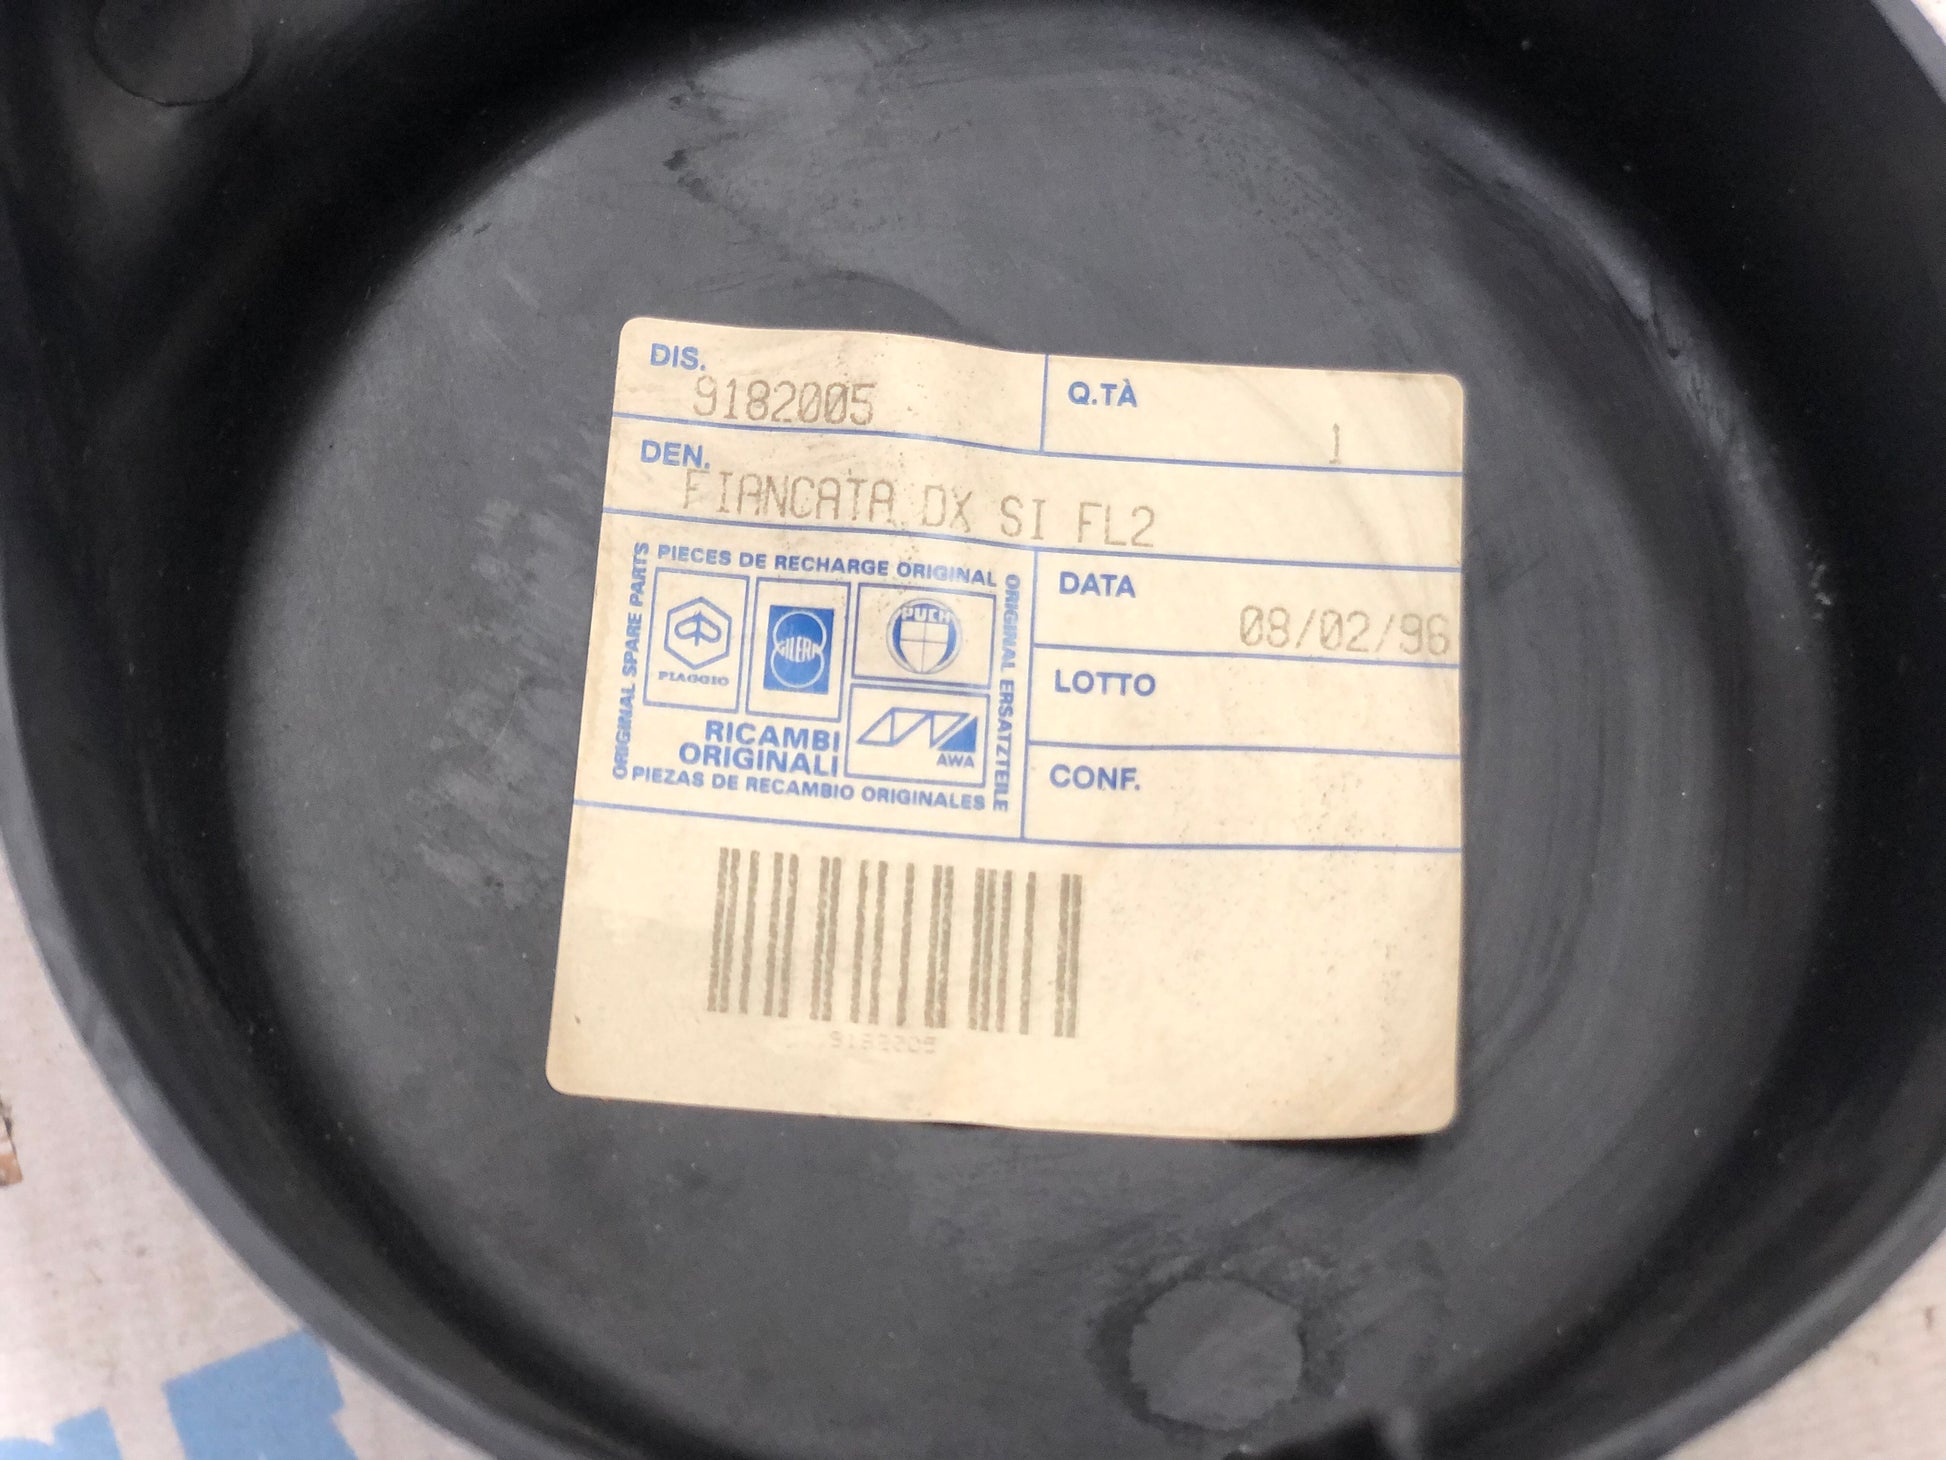 DIS.
9182005
Q.TÀ
1
DEN.
FIANCATA DX SI FL2
PIECES DE RECHARGE ORIGINAL
ORIGINAL SPARE PARTS
ORIGINAL ERSATZTEILE
PIAGGIO
GILERA
PUCH
AWA
RICAMBI
ORIGINALI
PIEZAS DE RECAMBIO ORIGINALES
DATA
08/02/96
LOTTO
CONF.
9182005